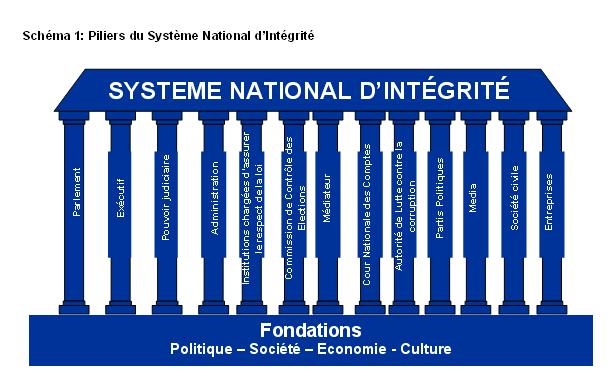 Schéma 1: Piliers du Système National d'Intégrité
SYSTEME NATIONAL D'INTÉGRITÉ
Parlement
Exécutif
Pouvoir judiciaire
Administration
Institutions chargées d'assurer
le respect de la loi
Commission de Contrôle des
Elections
Médiateur
Cour Nationale des Comptes
Autorité de Lutte contre la
corruption
Partis Politiques
Media
Société civile
Entreprises
Fondations
Politique – Société – Economie - Culture